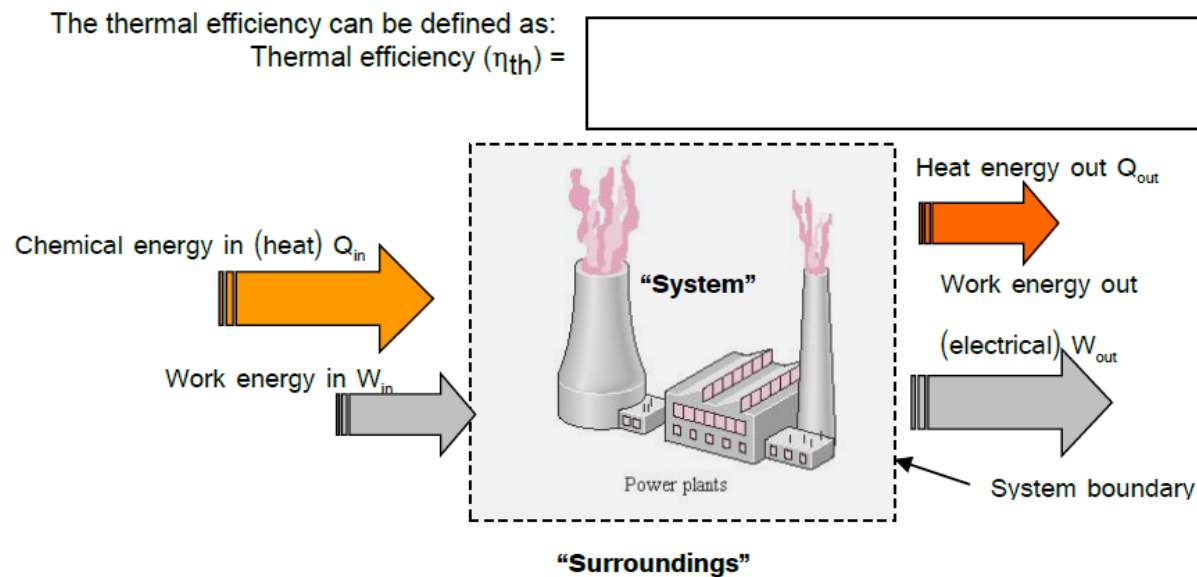 The thermal efficiency can be defined as:
Thermal efficiency (ηth) =
Heat energy out Qout
Chemical energy in (heat) Qin
"System"
Work energy out
(electrical) Wout
Work energy in Win
Power plants
System boundary
"Surroundings"